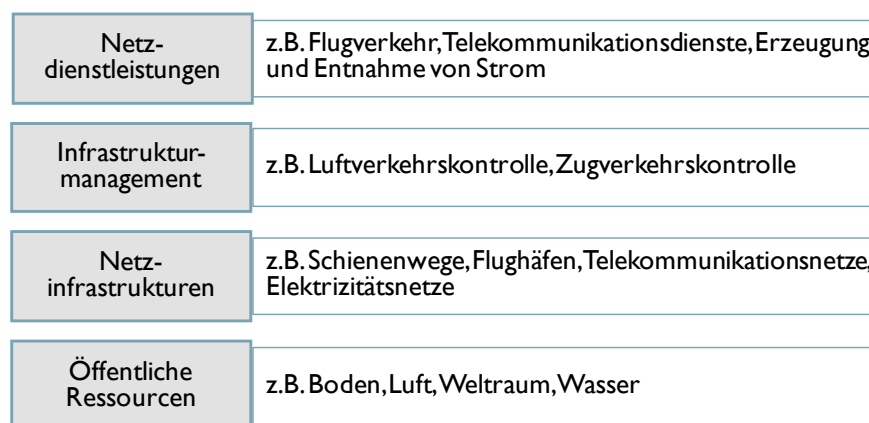 Netz-
dienstleistungen
z.B. Flugverkehr, Telekommunikationsdienste, Erzeugung
und Entnahme von Strom
Infrastruktur-
management
z.B. Luftverkehrskontrolle, Zugverkehrskontrolle
Netz-
infrastrukturen
z.B. Schienenwege, Flughäfen, Telekommunikationsnetze,
Elektrizitätsnetze
Öffentliche
Ressourcen
z.B. Boden, Luft, Weltraum, Wasser